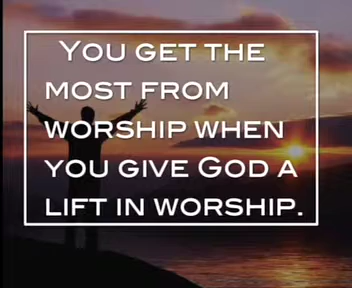 You get the
most from
worship when
you give God a
lift in worship.